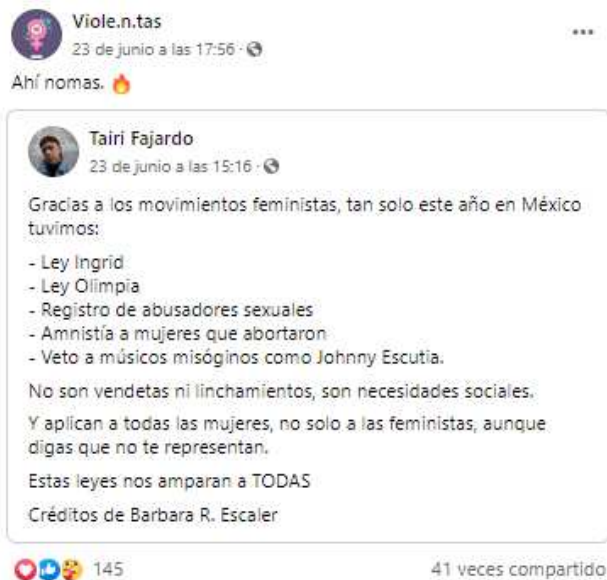 Viole.n.tas
23 de junio a las 17:56 ·
Ahí nomas. 🔥
Tairi Fajardo
23 de junio a las 15:16 ·
Gracias a los movimientos feministas, tan solo este año en México
tuvimos:
- Ley Ingrid
- Ley Olimpia
- Registro de abusadores sexuales
- Amnistía a mujeres que abortaron
- Veto a músicos misóginos como Johnny Escutia.
No son vendetas ni linchamientos, son necesidades sociales.
Y aplican a todas las mujeres, no solo a las feministas, aunque
digas que no te representan.
Estas leyes nos amparan a TODAS
Créditos de Barbara R. Escaler
145
41 veces compartido